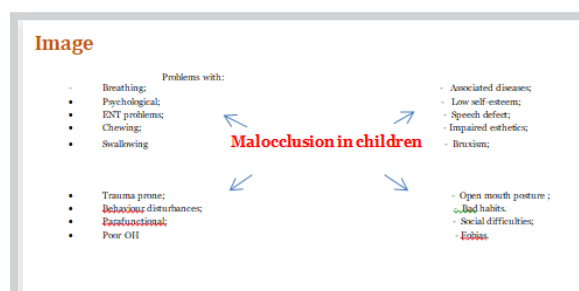 Image
Problems with:
- Breathing;
• Psychological;
• ENT problems;
• Chewing;
• Swallowing
Malocclusion in children
- Associated diseases;
- Low self-esteem;
- Speech defect;
- Impaired esthetics;
- Bruxism;
• Trauma prone;
• Behaviour disturbances;
• Parafunctional;
• Poor OH
- Open mouth posture ;
- Bad habits.
- Social difficulties;
- Fobias.